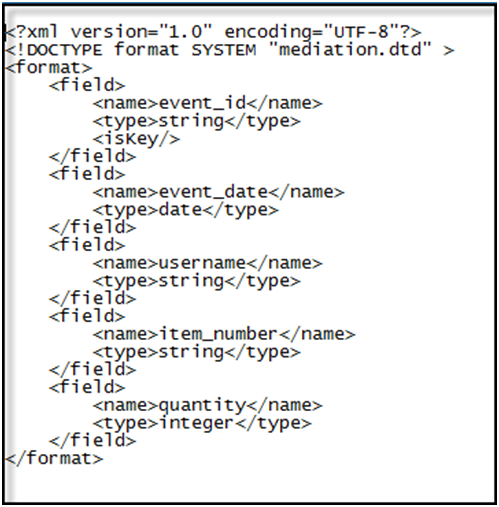 <?xml version="1.0" encoding="UTF-8"?>
<!DOCTYPE format SYSTEM "mediation.dtd" >
<format>
    <field>
        <name>event_id</name>
        <type>string</type>
        <isKey/>
    </field>
    <field>
        <name>event_date</name>
        <type>date</type>
    </field>
    <field>
        <name>username</name>
        <type>string</type>
    </field>
    <field>
        <name>item_number</name>
        <type>string</type>
    </field>
    <field>
        <name>quantity</name>
        <type>integer</type>
    </field>
</format>